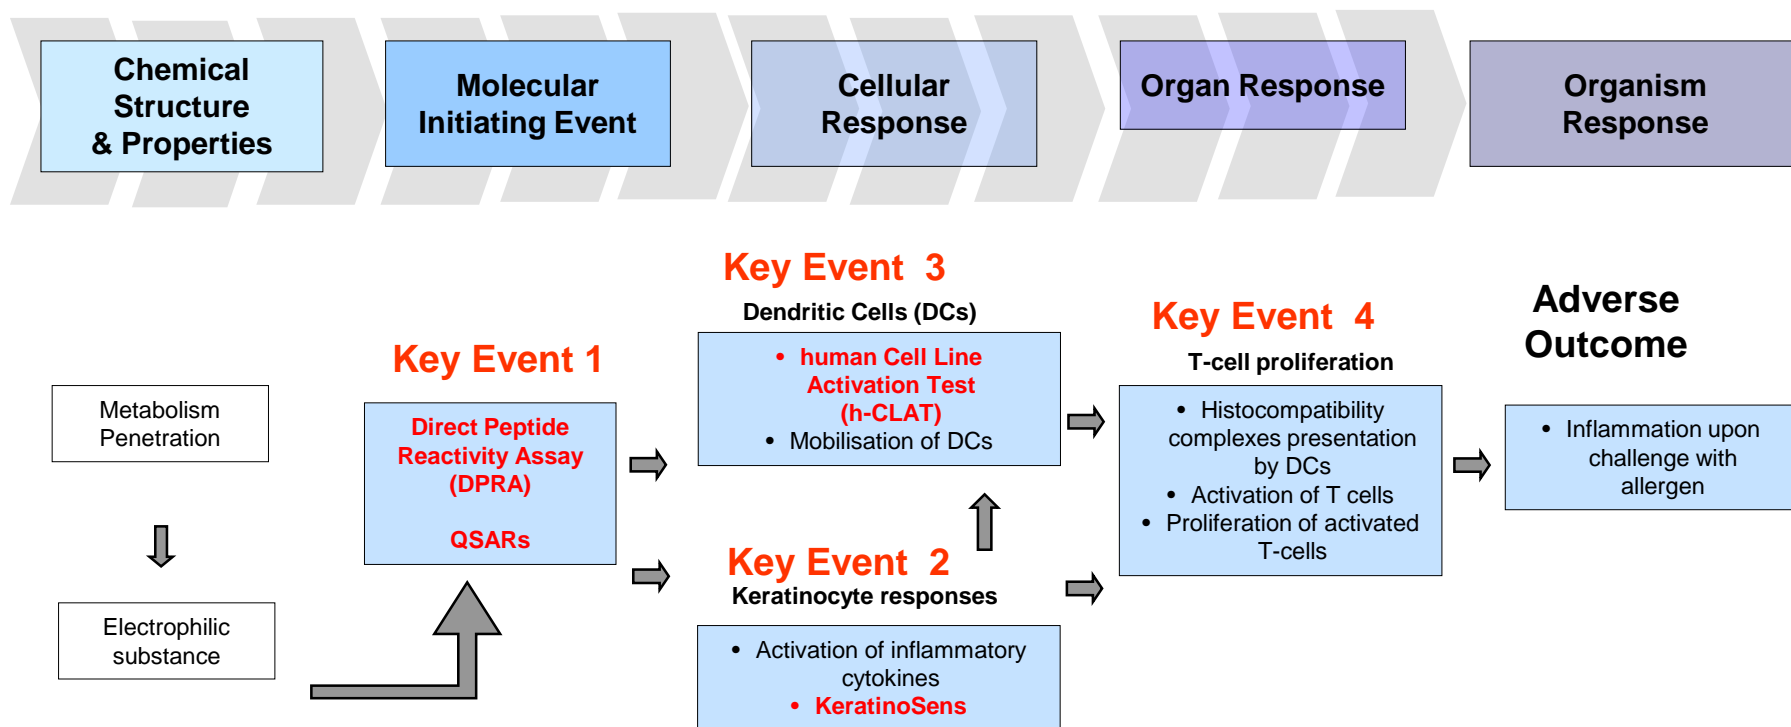 Chemical
Structure
& Properties
Molecular
Initiating Event
Cellular
Response
Organ Response
Organism
Response
Metabolism
Penetration
Electrophilic
substance
Key Event 1
Direct Peptide
Reactivity Assay
(DPRA)
QSARs
Key Event 3
Dendritic Cells (DCs)
• human Cell Line
Activation Test
(h-CLAT)
• Mobilisation of DCs
Key Event 2
Keratinocyte responses
• Activation of inflammatory
cytokines
• KeratinoSens
Key Event 4
T-cell proliferation
• Histocompatibility
complexes presentation
by DCs
• Activation of T cells
• Proliferation of activated
T-cells
Adverse
Outcome
• Inflammation upon
challenge with
allergen